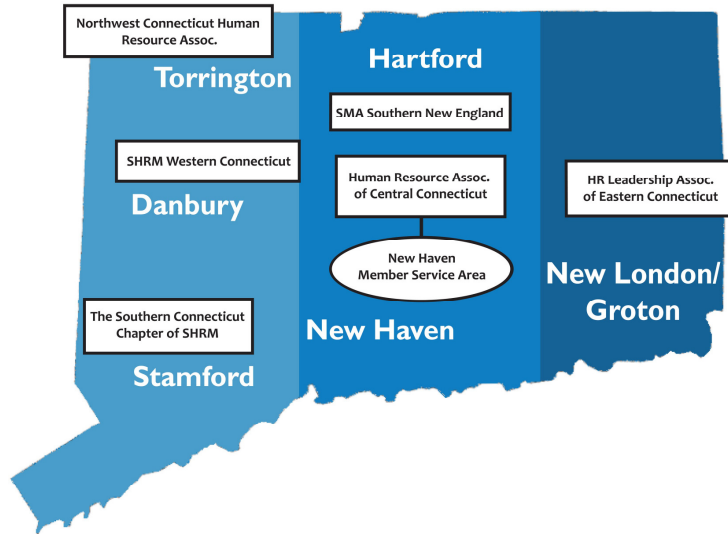 Northwest Connecticut Human
Resource Assoc.
Torrington
Hartford
SMA Southern New England
SHRM Western Connecticut
Danbury
Human Resource Assoc.
of Central Connecticut
HR Leadership Assoc.
of Eastern Connecticut
New Haven
Member Service Area
New London/
Groton
The Southern Connecticut
Chapter of SHRM
New Haven
Stamford